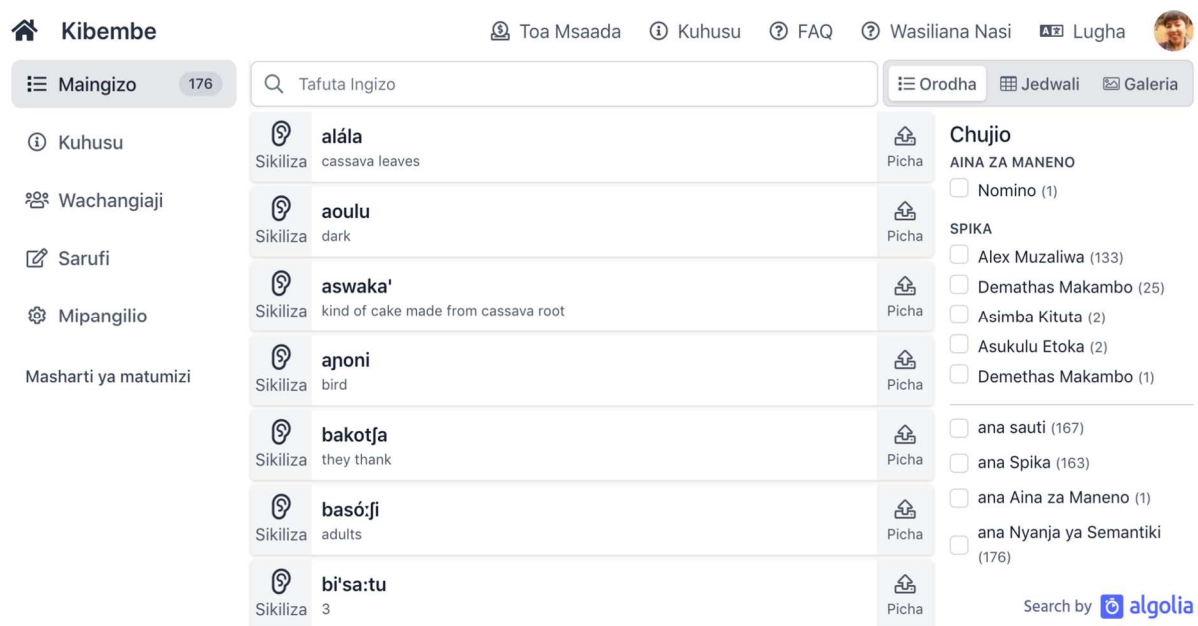 Kibembe
Toa Msaada
Kuhusu
FAQ
Wasiliana Nasi
Lugha
Maingizo 176
Kuhusu
Wachangiaji
Sarufi
Mipangilio
Masharti ya matumizi
Tafuta Ingizo
Orodha
Jedwali
Galeria
Sikiliza
alála
cassava leaves
Picha
Sikiliza
aoulu
dark
Picha
Sikiliza
aswaka'
kind of cake made from cassava root
Picha
Sikiliza
aɲoni
bird
Picha
Sikiliza
bakotʃa
they thank
Picha
Sikiliza
basó:ʃi
adults
Picha
Sikiliza
bi'sa:tu
3
Picha
Chujio
AINA ZA MANENO
Nomino (1)
SPIKA
Alex Muzaliwa (133)
Demathas Makambo (25)
Asimba Kituta (2)
Asukulu Etoka (2)
Demethas Makambo (1)
ana sauti (167)
ana Spika (163)
ana Aina za Maneno (1)
ana Nyanja ya Semantiki
(176)
Search by algolia